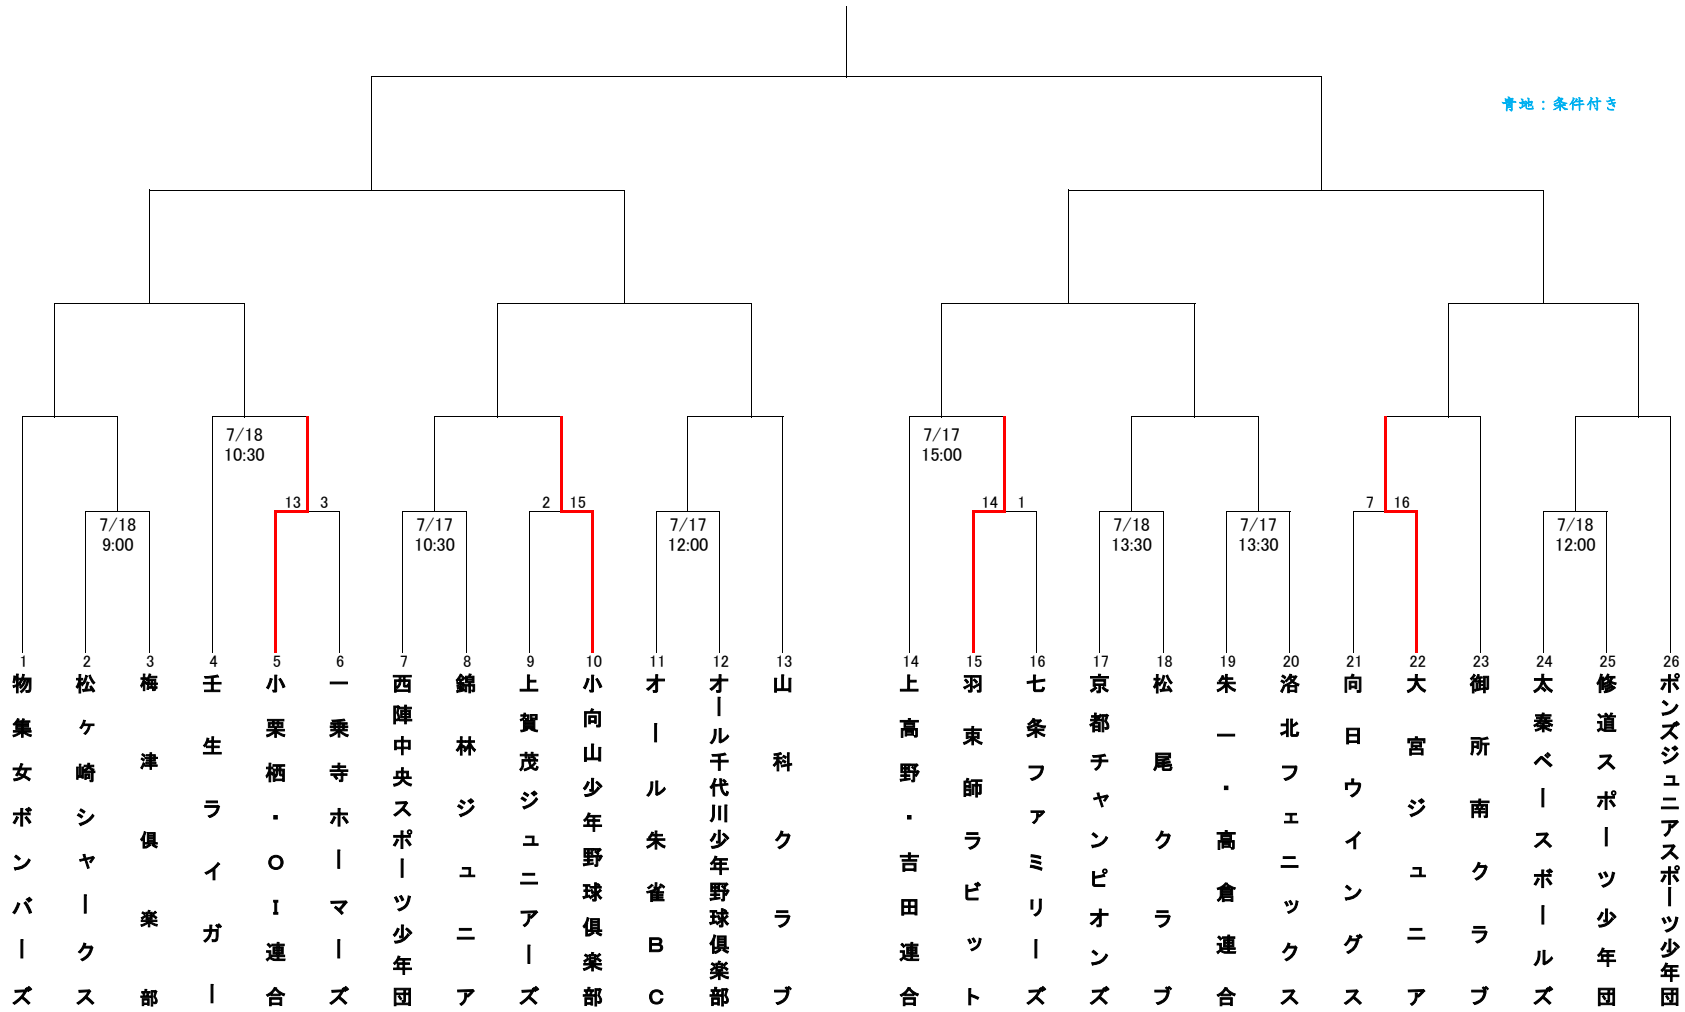 青地：条件付き
7/18
10:30
7/17
15:00
13 3
2 15
14 1
7 16
7/18
9:00
7/17
10:30
7/17
12:00
7/18
13:30
7/17
13:30
7/18
12:00
1 2 3 4 5 6 7 8 9 10 11 12 13 14 15 16 17 18 19 20 21 22 23 24 25 26
物集女ボンバーズ
松ヶ崎シャークス
梅津倶楽部
壬生ライガー
小栗栖・ＯＩ連合
一乗寺ホーマーズ
西陣中央スポーツ少年団
錦林ジュニア
上賀茂ジュニアーズ
小向山少年野球倶楽部
オール朱雀ＢＣ
オール千代川少年野球倶楽部
山科クラブ
上高野・吉田連合
羽束師ラビット
七条ファミリーズ
京都チャンピオンズ
松尾クラブ
朱一・高倉連合
洛北フェニックス
向日ウイングス
大宮ジュニア
御所南クラブ
太秦ベースボールズ
修道スポーツ少年団
ポンズジュニアスポーツ少年団